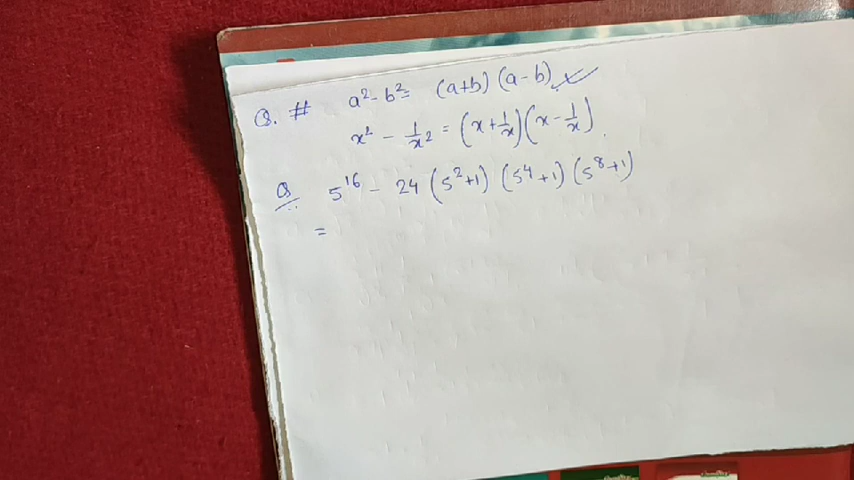 Q. # a² - b² = (a+b) (a-b)
x² - 1/x² = (x + 1/x) (x - 1/x)
Q 5¹⁶ - 24 (5²+1) (5⁴+1) (5⁸+1)
=